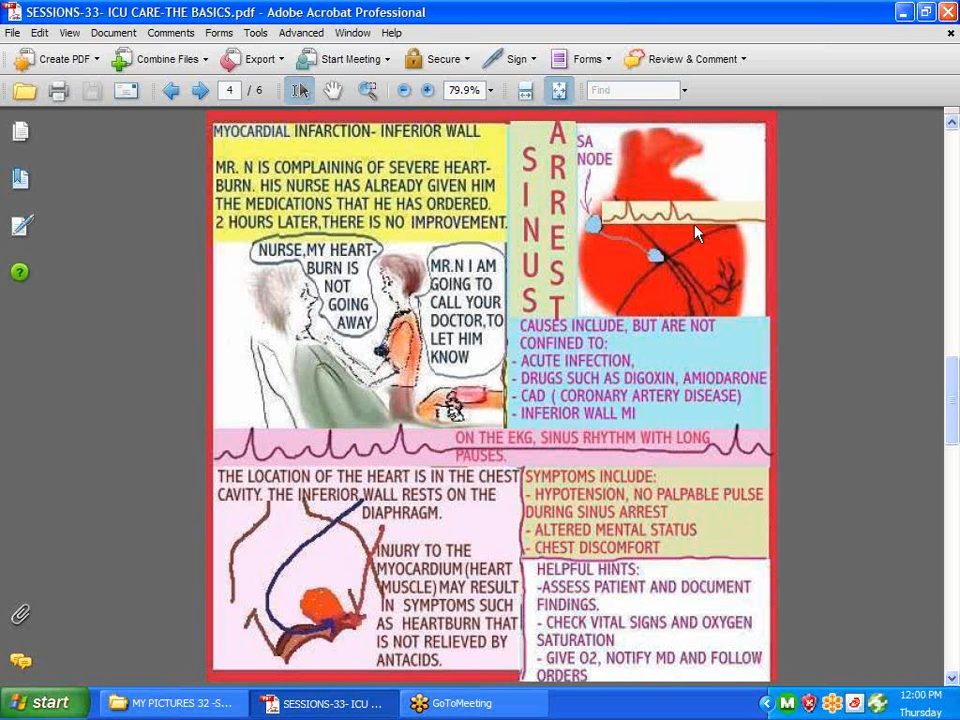 SESSIONS-33- ICU CARE-THE BASICS.pdf - Adobe Acrobat Professional
File Edit View Document Comments Forms Tools Advanced Window Help
Create PDF Combine Files Export Start Meeting Secure Sign Forms Review & Comment
4 / 6 79.9% Find
MYOCARDIAL INFARCTION- INFERIOR WALL
MR. N IS COMPLAINING OF SEVERE HEART-
BURN. HIS NURSE HAS ALREADY GIVEN HIM
THE MEDICATIONS THAT HE HAS ORDERED.
2 HOURS LATER,THERE IS NO IMPROVEMENT.
NURSE,MY HEART-
BURN IS
NOT
GOING
AWAY
MR.N I AM
GOING TO
CALL YOUR
DOCTOR,TO
LET HIM
KNOW
SINUS
ARREST
SA
NODE
CAUSES INCLUDE, BUT ARE NOT
CONFINED TO:
- ACUTE INFECTION,
- DRUGS SUCH AS DIGOXIN, AMIODARONE
- CAD ( CORONARY ARTERY DISEASE)
- INFERIOR WALL MI
ON THE EKG, SINUS RHYTHM WITH LONG
PAUSES.
THE LOCATION OF THE HEART IS IN THE CHEST
CAVITY. THE INFERIOR WALL RESTS ON THE
DIAPHRAGM.
INJURY TO THE
MYOCARDIUM(HEART
MUSCLE)MAY RESULT
IN SYMPTOMS SUCH
AS HEARTBURN THAT
IS NOT RELIEVED BY
ANTACIDS.
SYMPTOMS INCLUDE:
- HYPOTENSION, NO PALPABLE PULSE
DURING SINUS ARREST
- ALTERED MENTAL STATUS
- CHEST DISCOMFORT
HELPFUL HINTS:
-ASSESS PATIENT AND DOCUMENT
FINDINGS.
- CHECK VITAL SIGNS AND OXYGEN
SATURATION
- GIVE O2, NOTIFY MD AND FOLLOW
ORDERS
start MY PICTURES 32 -S... SESSIONS-33- ICU ... GoToMeeting 12:00 PM
Thursday